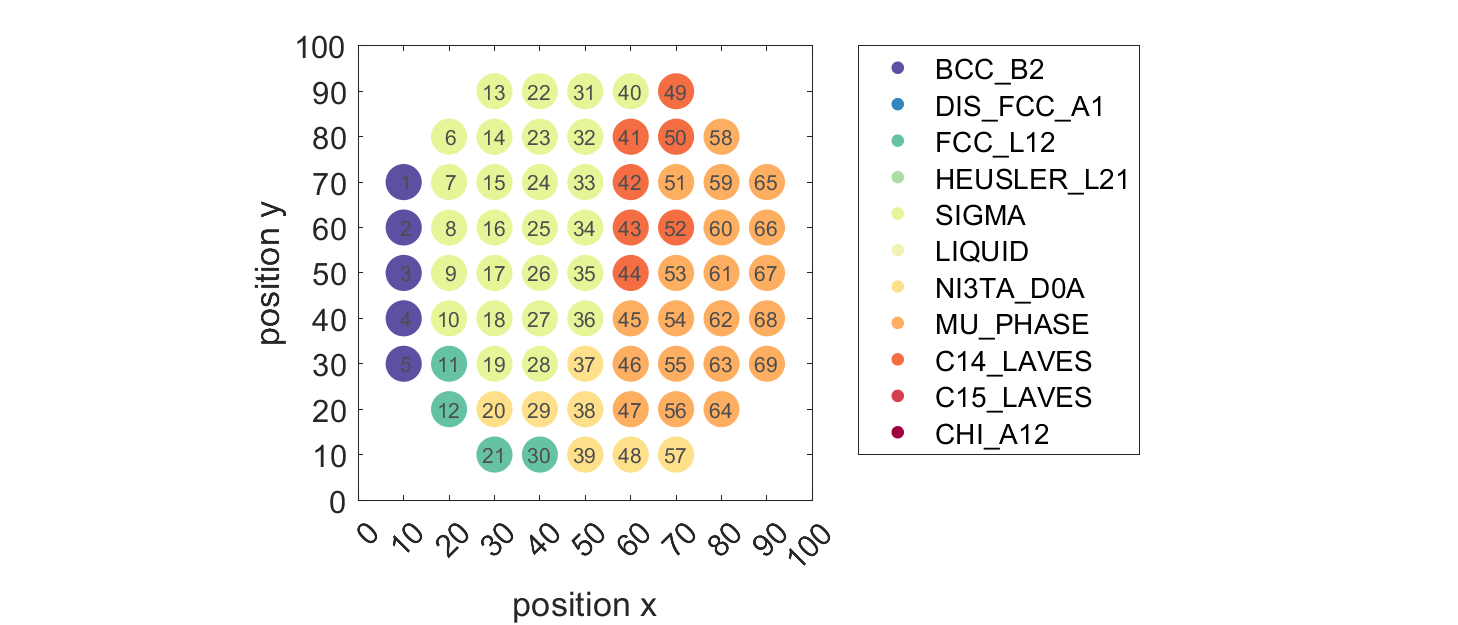 100
90
80
70
60
50
40
30
20
10
0
position y
13 22 31 40 49
6 14 23 32 41 50 58
1 7 15 24 33 42 51 59 65
2 8 16 25 34 43 52 60 66
3 9 17 26 35 44 53 61 67
4 10 18 27 36 45 54 62 68
5 11 19 28 37 46 55 63 69
12 20 29 38 47 56 64
21 30 39 48 57
0 10 20 30 40 50 60 70 80 90 100
position x
BCC_B2
DIS_FCC_A1
FCC_L12
HEUSLER_L21
SIGMA
LIQUID
NI3TA_D0A
MU_PHASE
C14_LAVES
C15_LAVES
CHI_A12